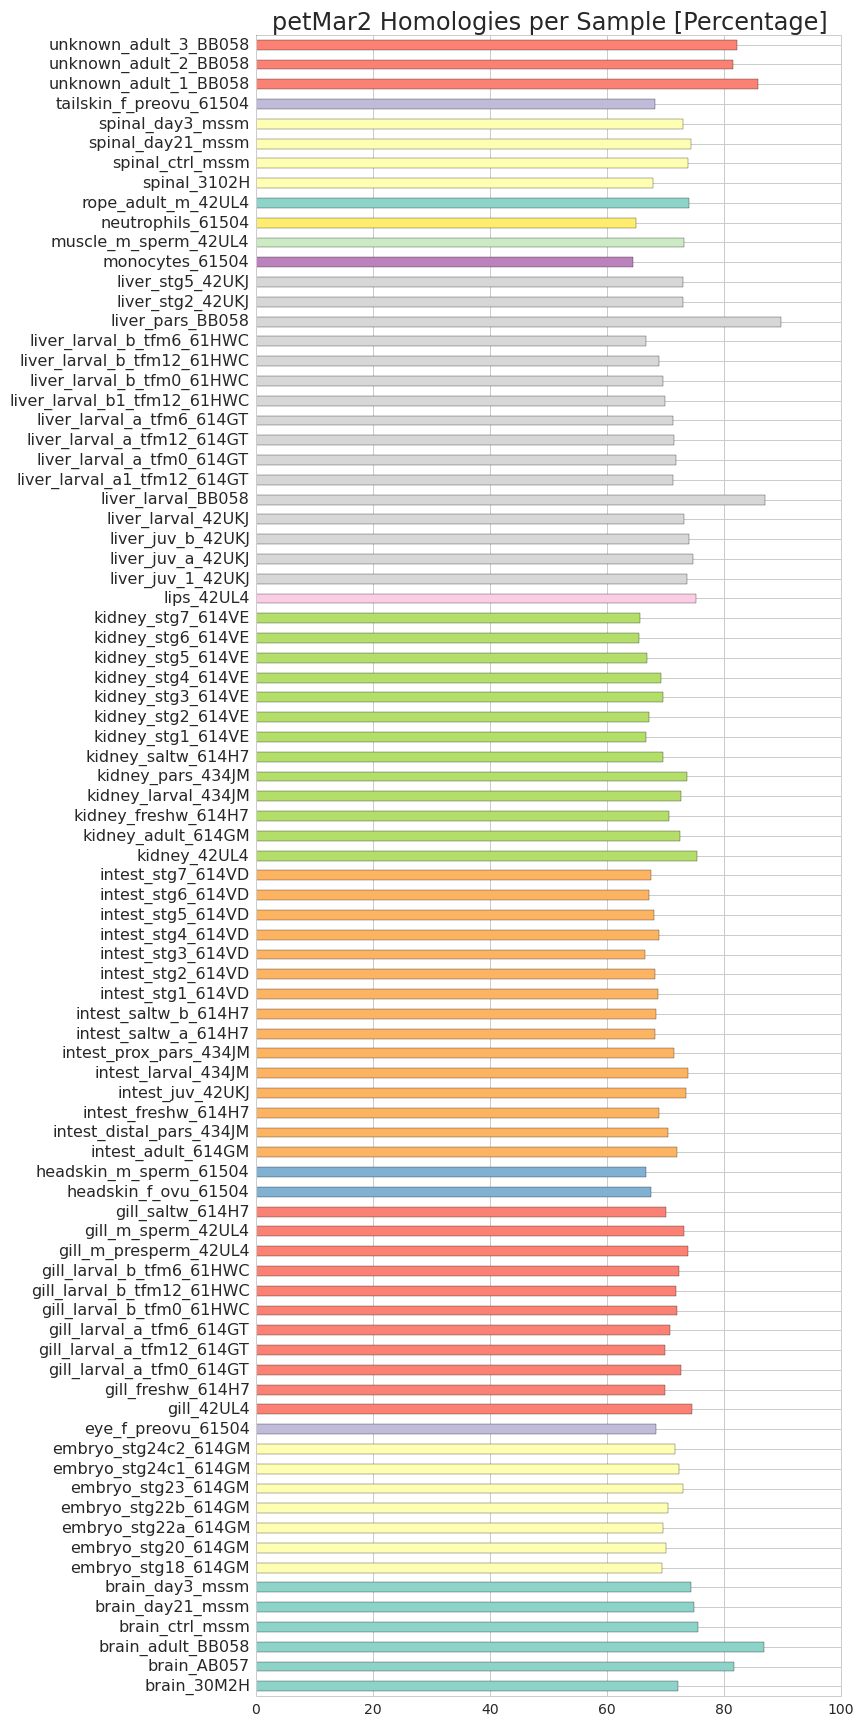 petMar2 Homologies per Sample [Percentage]
unknown_adult_3_BB058
unknown_adult_2_BB058
unknown_adult_1_BB058
tailskin_f_preovu_61504
spinal_day3_mssm
spinal_day21_mssm
spinal_ctrl_mssm
spinal_3102H
rope_adult_m_42UL4
neutrophils_61504
muscle_m_sperm_42UL4
monocytes_61504
liver_stg5_42UKJ
liver_stg2_42UKJ
liver_pars_BB058
liver_larval_b_tfm6_61HWC
liver_larval_b_tfm12_61HWC
liver_larval_b_tfm0_61HWC
liver_larval_b1_tfm12_61HWC
liver_larval_a_tfm6_614GT
liver_larval_a_tfm12_614GT
liver_larval_a_tfm0_614GT
liver_larval_a1_tfm12_614GT
liver_larval_BB058
liver_larval_42UKJ
liver_juv_b_42UKJ
liver_juv_a_42UKJ
liver_juv_1_42UKJ
lips_42UL4
kidney_stg7_614VE
kidney_stg6_614VE
kidney_stg5_614VE
kidney_stg4_614VE
kidney_stg3_614VE
kidney_stg2_614VE
kidney_stg1_614VE
kidney_saltw_614H7
kidney_pars_434JM
kidney_larval_434JM
kidney_freshw_614H7
kidney_adult_614GM
kidney_42UL4
intest_stg7_614VD
intest_stg6_614VD
intest_stg5_614VD
intest_stg4_614VD
intest_stg3_614VD
intest_stg2_614VD
intest_stg1_614VD
intest_saltw_b_614H7
intest_saltw_a_614H7
intest_prox_pars_434JM
intest_larval_434JM
intest_juv_42UKJ
intest_freshw_614H7
intest_distal_pars_434JM
intest_adult_614GM
headskin_m_sperm_61504
headskin_f_ovu_61504
gill_saltw_614H7
gill_m_sperm_42UL4
gill_m_presperm_42UL4
gill_larval_b_tfm6_61HWC
gill_larval_b_tfm12_61HWC
gill_larval_b_tfm0_61HWC
gill_larval_a_tfm6_614GT
gill_larval_a_tfm12_614GT
gill_larval_a_tfm0_614GT
gill_freshw_614H7
gill_42UL4
eye_f_preovu_61504
embryo_stg24c2_614GM
embryo_stg24c1_614GM
embryo_stg23_614GM
embryo_stg22b_614GM
embryo_stg22a_614GM
embryo_stg20_614GM
embryo_stg18_614GM
brain_day3_mssm
brain_day21_mssm
brain_ctrl_mssm
brain_adult_BB058
brain_AB057
brain_30M2H
0 20 40 60 80 100